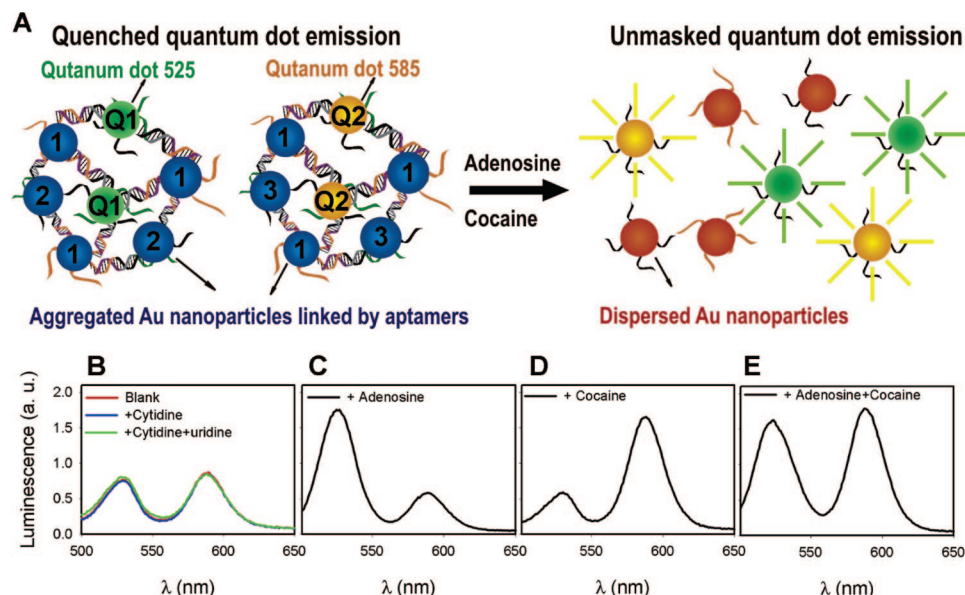 A
Quenched quantum dot emission
Unmasked quantum dot emission
Qutanum dot 525
Qutanum dot 585
Q1
Q2
1
1
1
1
2
Q1
3
Q2
1
2
1
3
Adenosine
Cocaine
Aggregated Au nanoparticles linked by aptamers
Dispersed Au nanoparticles
B
C
D
E
Luminescence (a. u.)
2.0
1.5
1.0
0.5
0.0
Blank
+Cytidine
+Cytidine+uridine
+ Adenosine
+ Cocaine
+ Adenosine+Cocaine
500 550 600 650 500 550 600 650 500 550 600 650 500 550 600 650
λ (nm)
λ (nm)
λ (nm)
λ (nm)